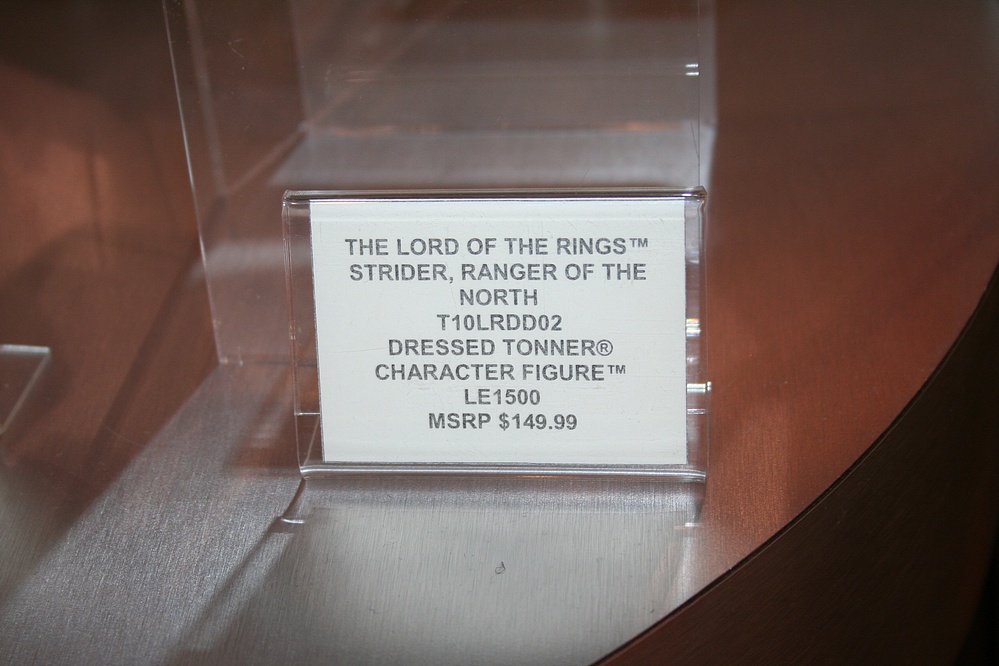 THE LORD OF THE RINGS™
STRIDER, RANGER OF THE
NORTH
T10LRDD02
DRESSED TONNER®
CHARACTER FIGURE™
LE1500
MSRP $149.99